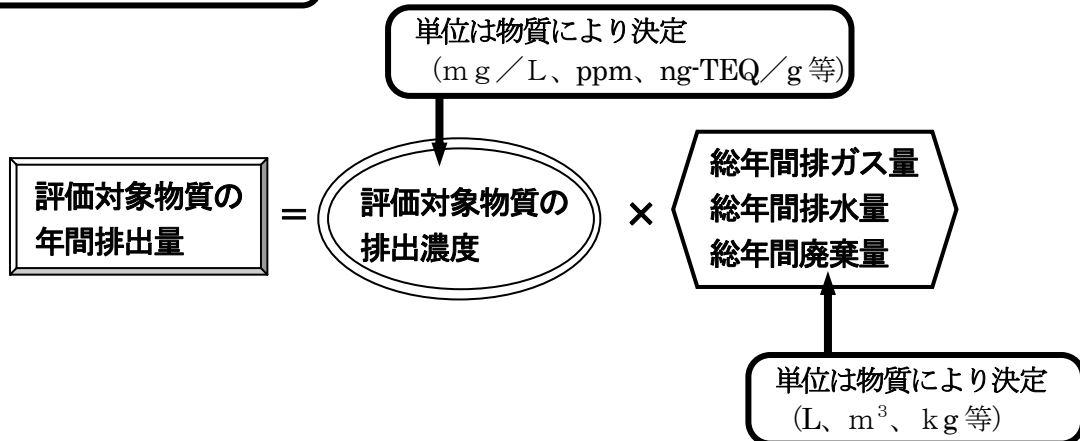 単位は物質により決定
（ｍｇ／Ｌ、ppm、ng-TEQ／g 等）
評価対象物質の
年間排出量
＝
評価対象物質の
排出濃度
×
総年間排ガス量
総年間排水量
総年間廃棄量
単位は物質により決定
（L、ｍ³、ｋg 等）